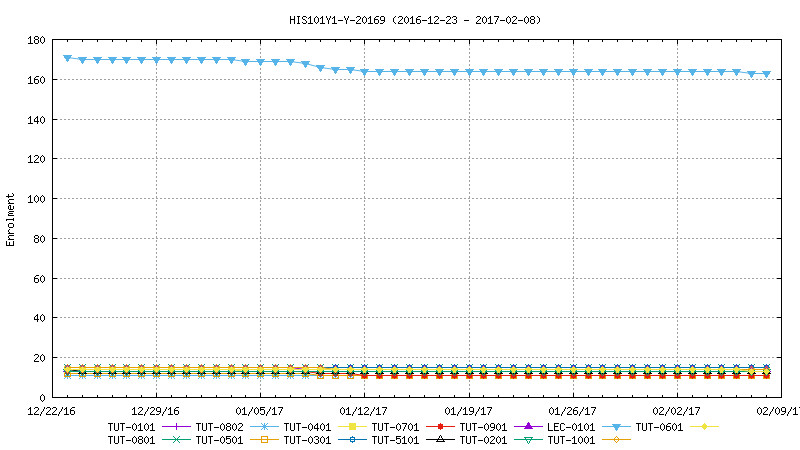 HIS101Y1-Y-20169 (2016-12-23 - 2017-02-08)
180
160
140
120
100
80
60
40
20
0
Enrolment
12/22/16 12/29/16 01/05/17 01/12/17 01/19/17 01/26/17 02/02/17 02/09/17
TUT-0101 TUT-0802 TUT-0401 TUT-0701 TUT-0901 LEC-0101 TUT-0601
TUT-0801 TUT-0501 TUT-0301 TUT-5101 TUT-0201 TUT-1001